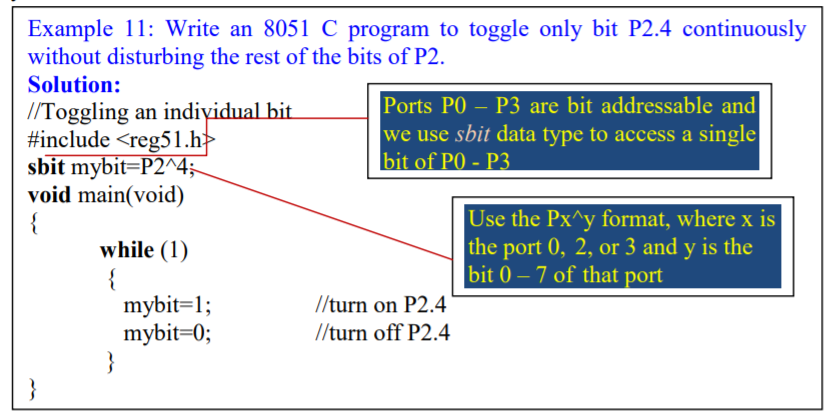 Example 11: Write an 8051 C program to toggle only bit P2.4 continuously
without disturbing the rest of the bits of P2.
Solution:
//Toggling an individual bit
#include <reg51.h>
sbit mybit=P2^4;
void main(void)
{
while (1)
{
mybit=1; //turn on P2.4
mybit=0; //turn off P2.4
}
}
Ports P0 – P3 are bit addressable and
we use sbit data type to access a single
bit of P0 - P3
Use the Px^y format, where x is
the port 0, 2, or 3 and y is the
bit 0 – 7 of that port